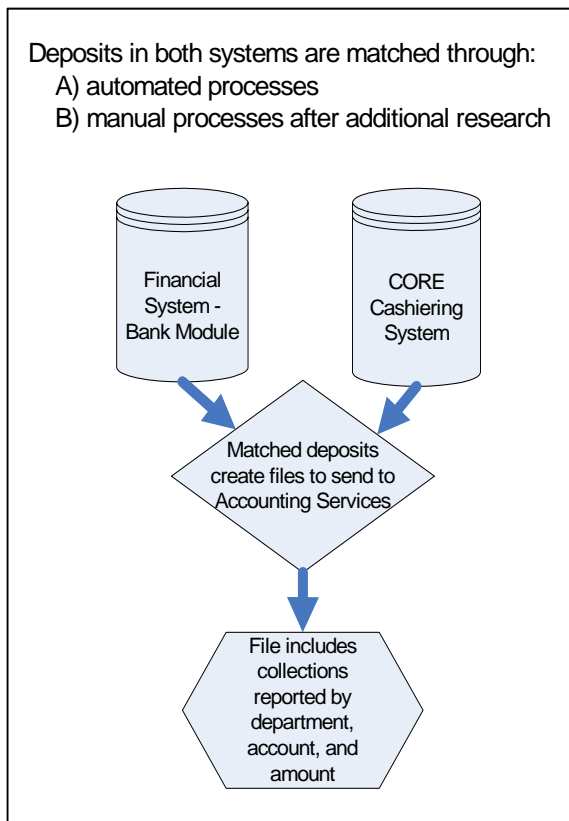 Deposits in both systems are matched through:
A) automated processes
B) manual processes after additional research
Financial
System -
Bank Module
CORE
Cashiering
System
Matched deposits
create files to send to
Accounting Services
File includes
collections
reported by
department,
account, and
amount